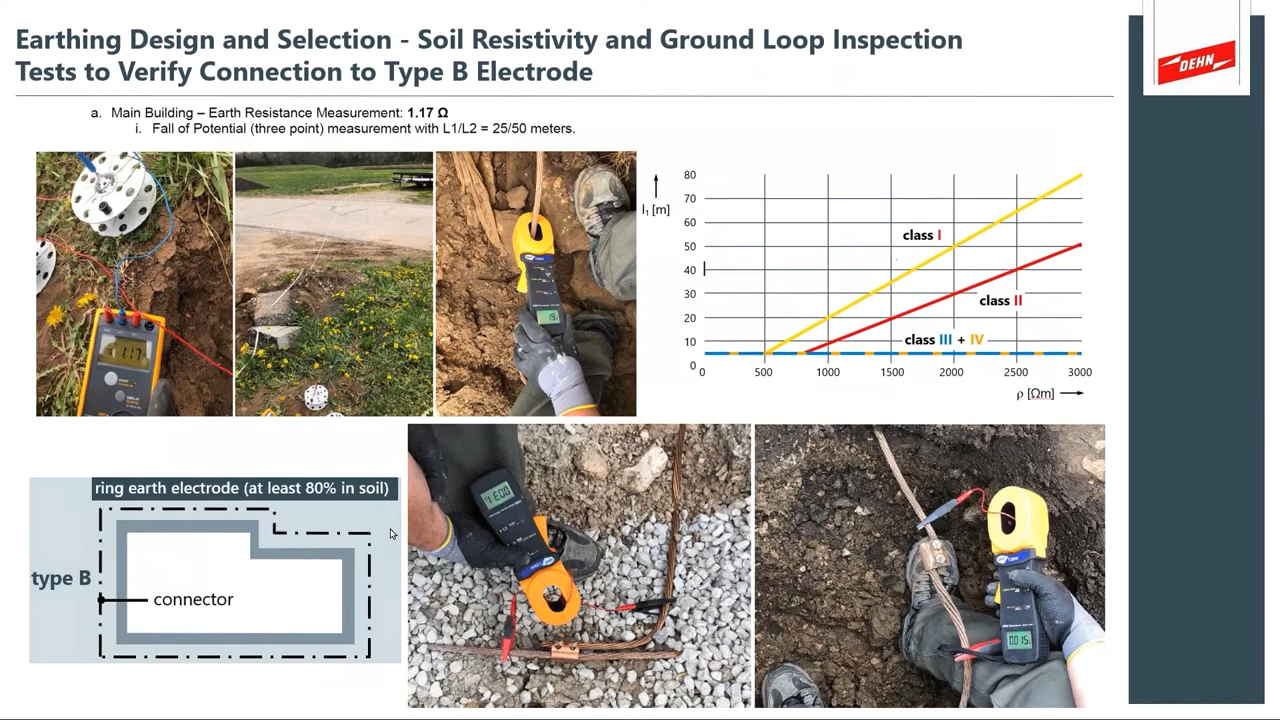 Earthing Design and Selection - Soil Resistivity and Ground Loop Inspection
Tests to Verify Connection to Type B Electrode
DEHN
a. Main Building – Earth Resistance Measurement: 1.17 Ω
i. Fall of Potential (three point) measurement with L1/L2 = 25/50 meters.
l₁ [m]
80
70
60
50
40
30
20
10
0
class I
class II
class III + IV
0 500 1000 1500 2000 2500 3000
ρ [Ωm]
ring earth electrode (at least 80% in soil)
type B
connector
1.17